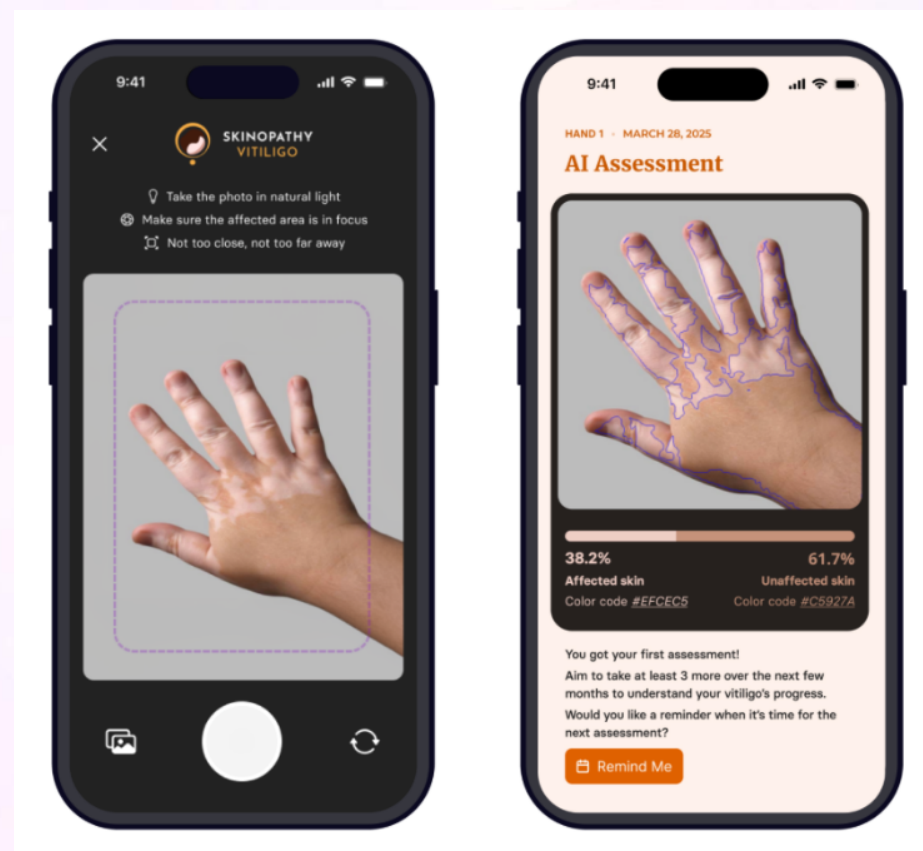 9:41
SKINOPATHY
VITILIGO
Take the photo in natural light
Make sure the affected area is in focus
Not too close, not too far away
9:41
HAND 1 · MARCH 28, 2025
AI Assessment
38.2% 61.7%
Affected skin Unaffected skin
Color code #EFCEC5 Color code #C5927A
You got your first assessment!
Aim to take at least 3 more over the next few
months to understand your vitiligo's progress.
Would you like a reminder when it's time for the
next assessment?
Remind Me